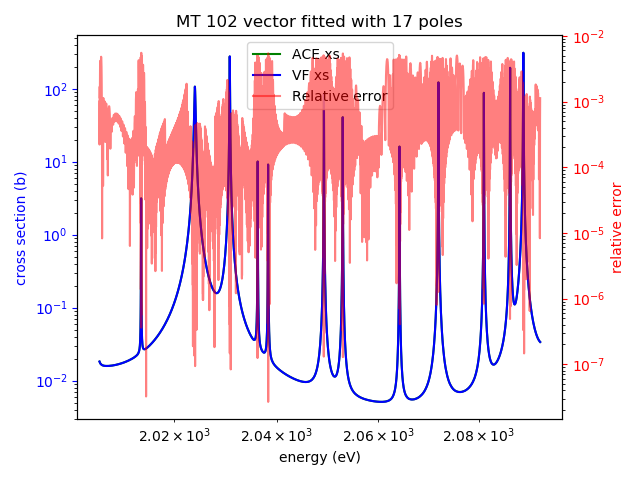 MT 102 vector fitted with 17 poles
ACE xs
VF xs
Relative error
cross section (b)
10²
10¹
10⁰
10⁻¹
10⁻²
10⁻²
10⁻³
10⁻⁴
10⁻⁵
10⁻⁶
10⁻⁷
relative error
2.02 × 10³ 2.04 × 10³ 2.06 × 10³ 2.08 × 10³
energy (eV)